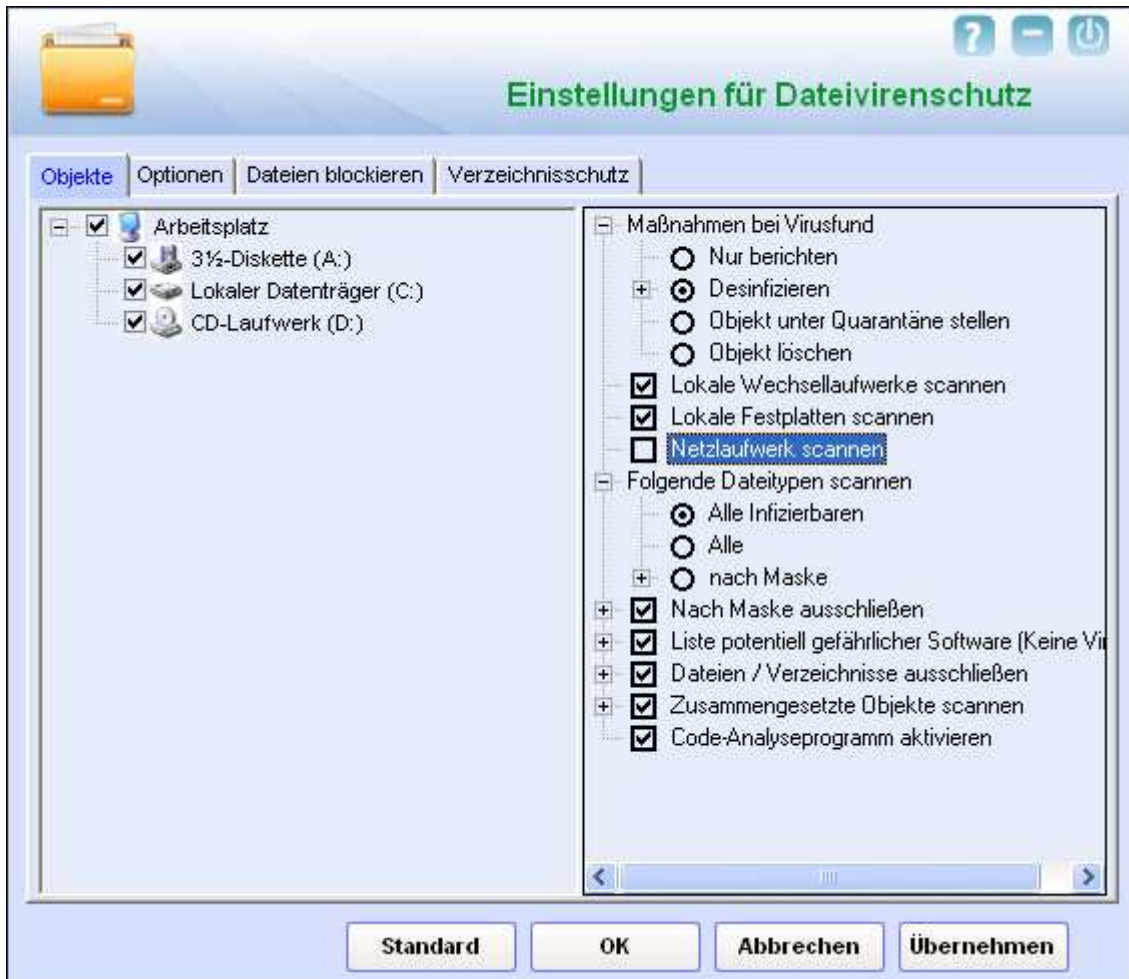 ?
Einstellungen für Dateivirenschutz
Objekte
Optionen
Dateien blockieren
Verzeichnisschutz
Arbeitsplatz
3½-Diskette (A:)
Lokaler Datenträger (C:)
CD-Laufwerk (D:)
Maßnahmen bei Virusfund
Nur berichten
Desinfizieren
Objekt unter Quarantäne stellen
Objekt löschen
Lokale Wechsellaufwerke scannen
Lokale Festplatten scannen
Netzlaufwerk scannen
Folgende Dateitypen scannen
Alle Infizierbaren
Alle
nach Maske
Nach Maske ausschließen
Liste potentiell gefährlicher Software (Keine Vir
Dateien / Verzeichnisse ausschließen
Zusammengesetzte Objekte scannen
Code-Analyseprogramm aktivieren
Standard
OK
Abbrechen
Übernehmen